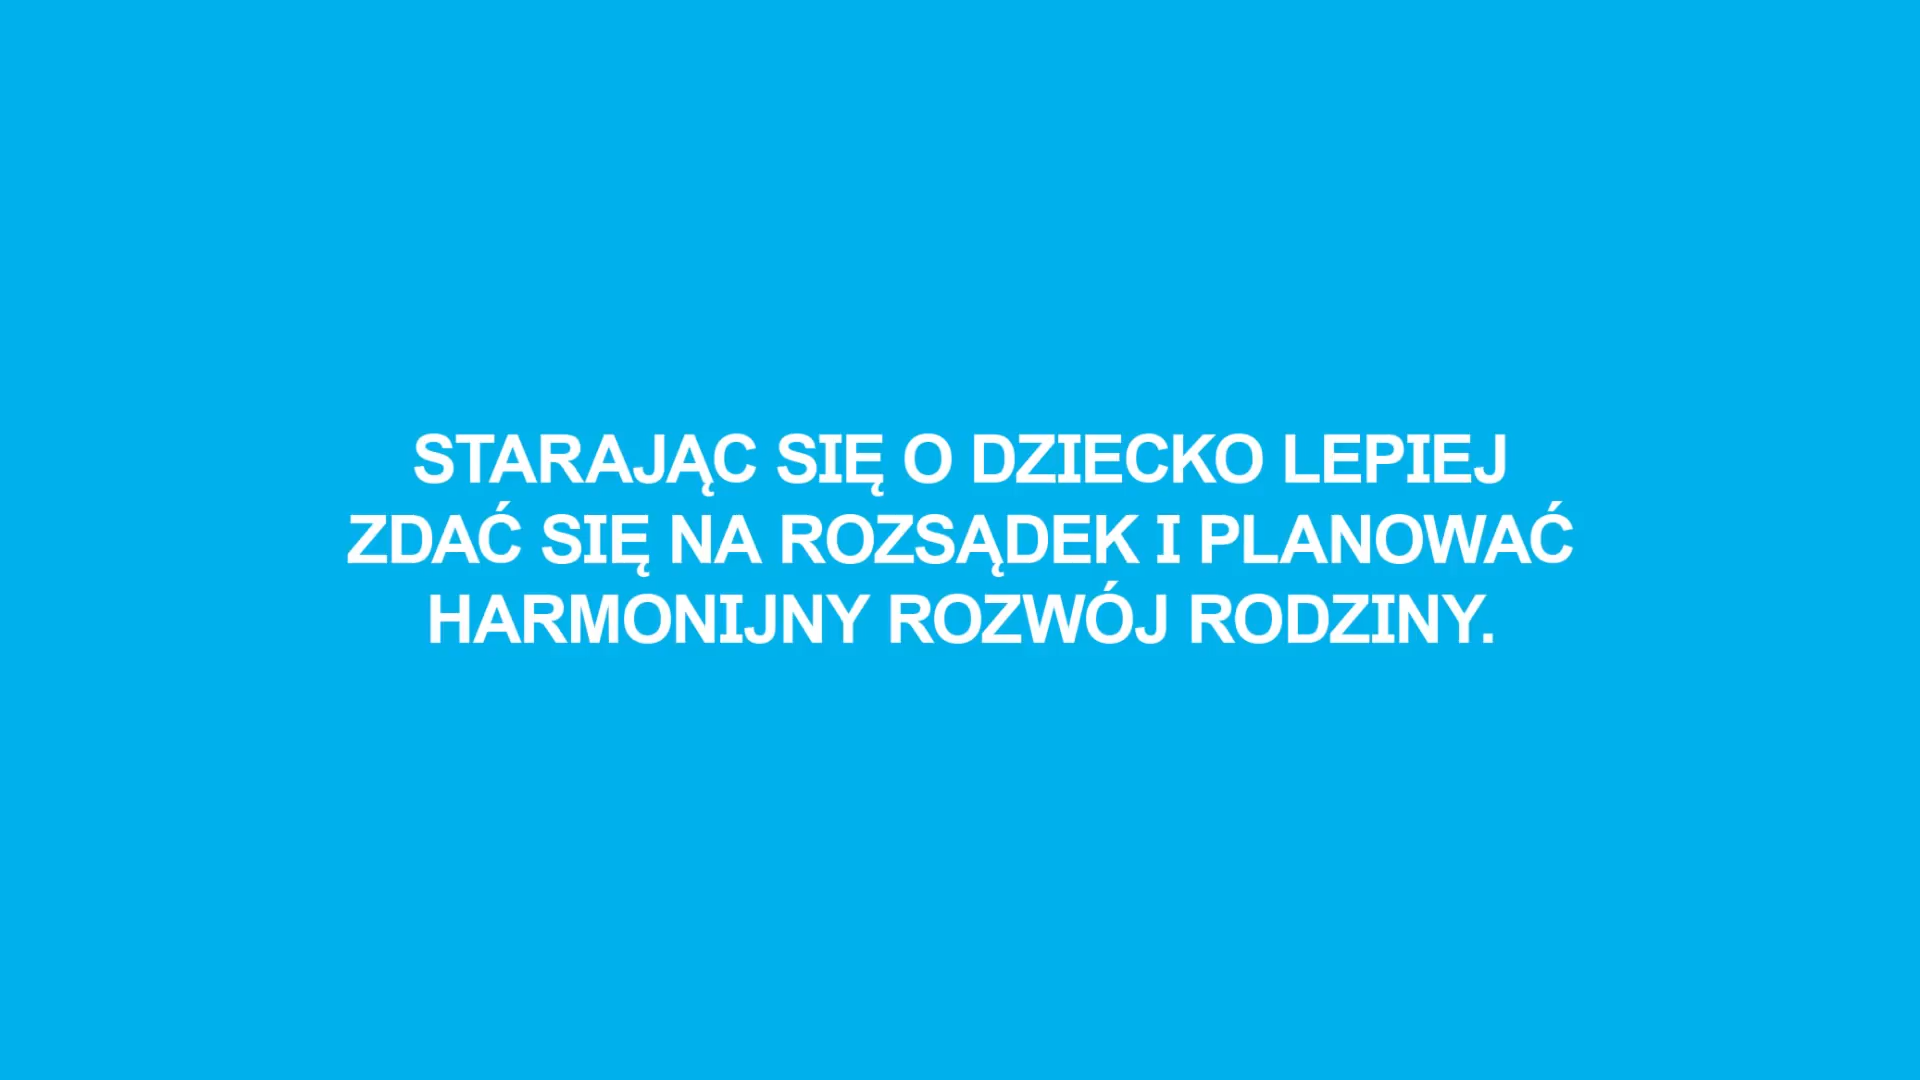 STARAJĄC SIĘ O DZIECKO LEPIEJ
ZDAĆ SIĘ NA ROZSĄDEK I PLANOWAĆ
HARMONIJNY ROZWÓJ RODZINY.